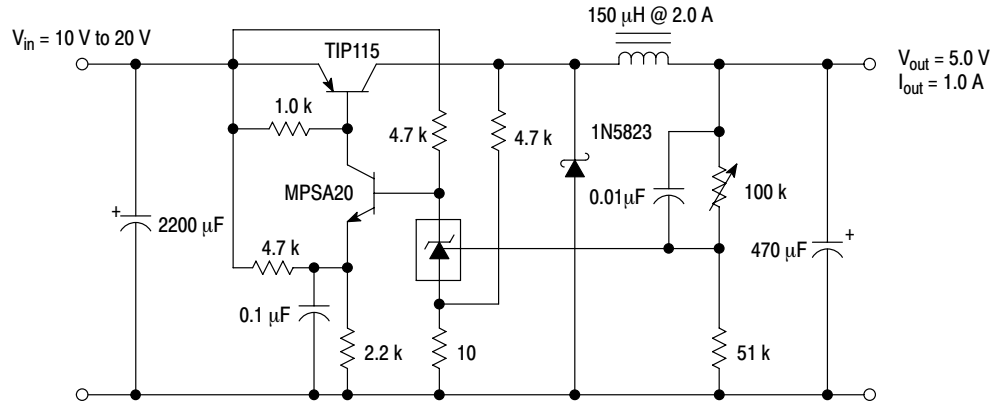 150 μH @ 2.0 A
Vin = 10 V to 20 V
TIP115
Vout = 5.0 V
Iout = 1.0 A
1.0 k
4.7 k
4.7 k
1N5823
MPSA20
0.01μF
100 k
+
2200 μF
4.7 k
470 μF
+
0.1 μF
2.2 k
10
51 k